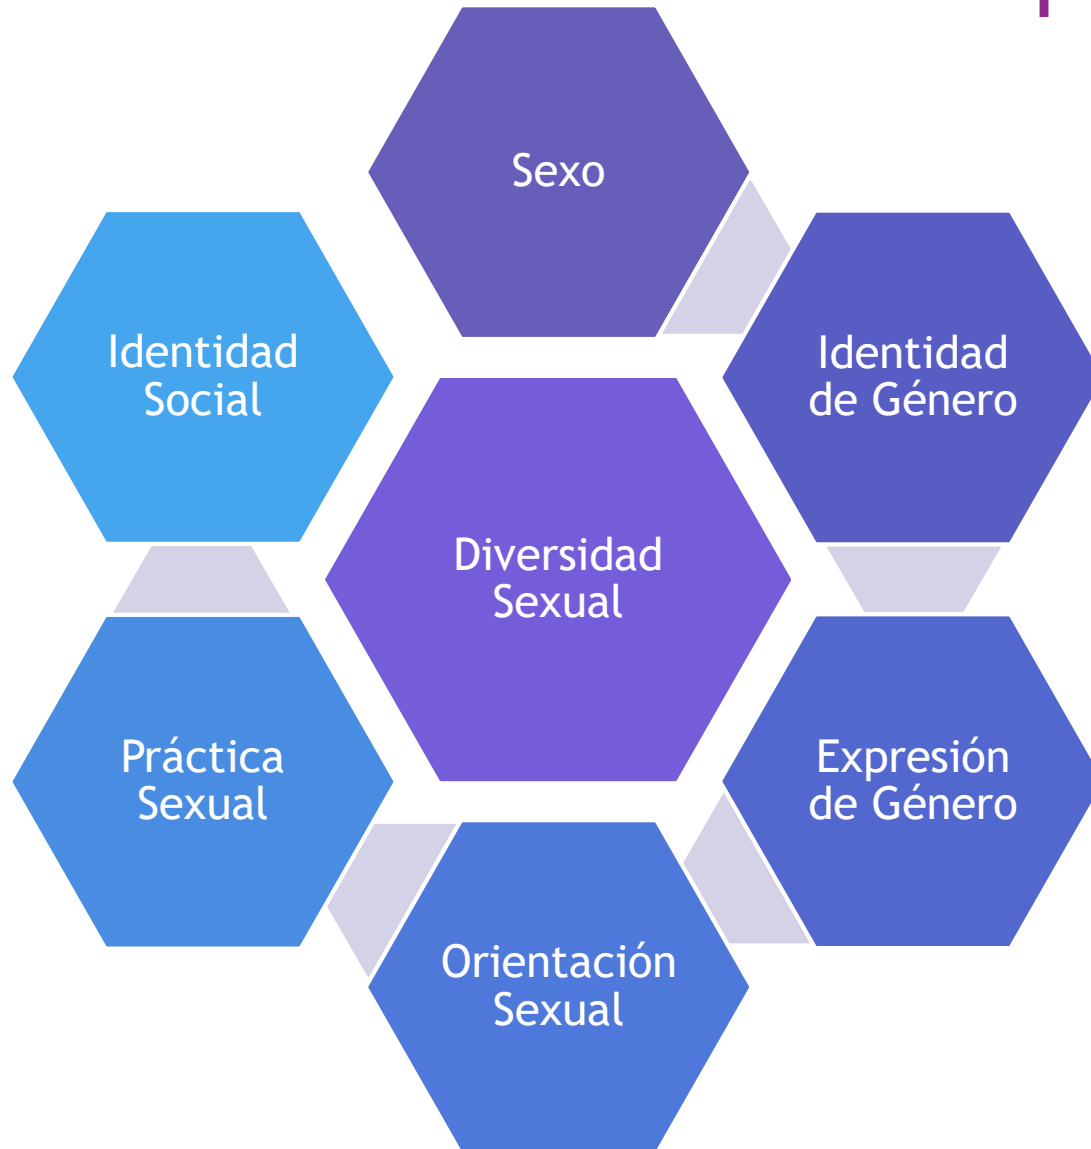 Sexo
Identidad
de Género
Expresión
de Género
Orientación
Sexual
Práctica
Sexual
Identidad
Social
Diversidad
Sexual